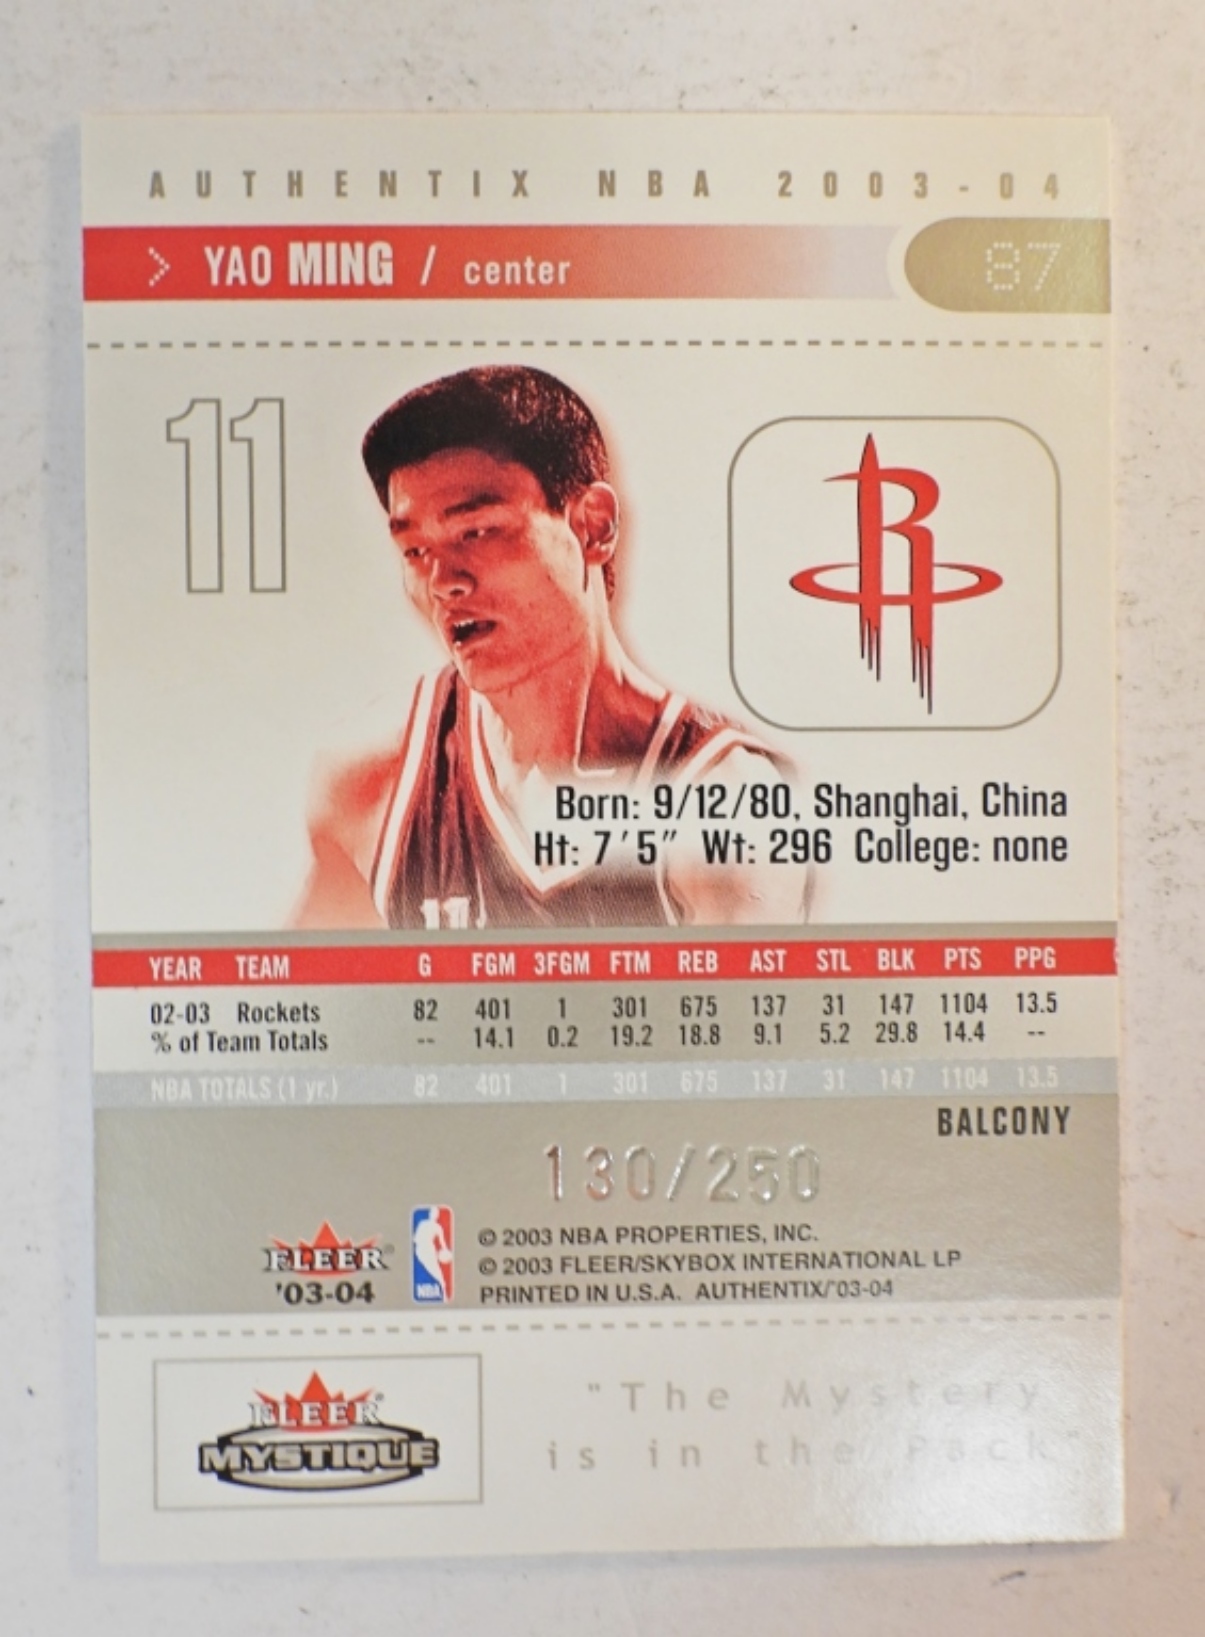 AUTHENTIX NBA 2003-04
> YAO MING / center 87
11
R
Born: 9/12/80, Shanghai, China
Ht: 7'5" Wt: 296 College: none
11
YEAR TEAM G FGM 3FGM FTM REB AST STL BLK PTS PPG
02-03 Rockets 82 401 1 301 675 137 31 147 1104 13.5
% of Team Totals -- 14.1 0.2 19.2 18.8 9.1 5.2 29.8 14.4 --
NBA TOTALS (1 yr.) 82 401 1 301 675 137 31 147 1104 13.5
BALCONY
130/250
FLEER®
'03-04
NBA
© 2003 NBA PROPERTIES, INC.
© 2003 FLEER/SKYBOX INTERNATIONAL LP
PRINTED IN U.S.A. AUTHENTIX/'03-04
FLEER®
MYSTIQUE
"The Mystery
is in the Pack"